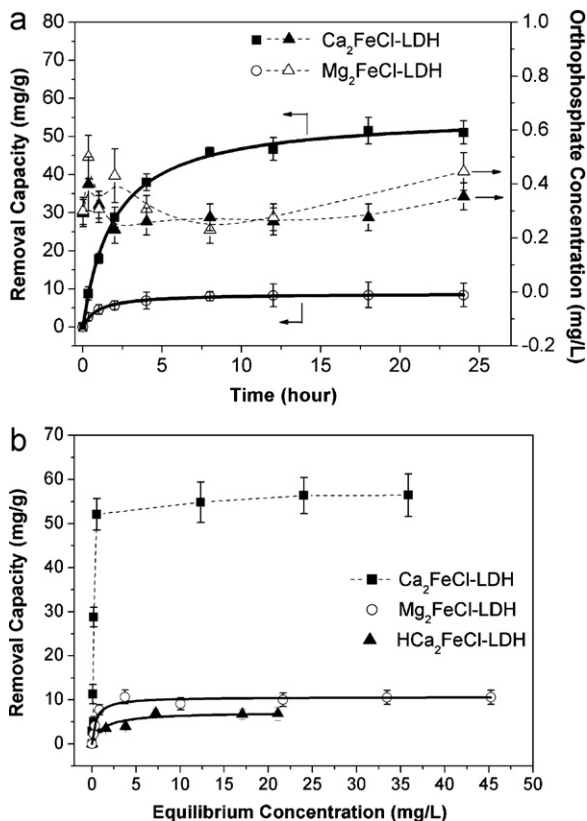 a
80
70
60
50
40
30
20
10
0
Removal Capacity (mg/g)
Ca₂FeCl-LDH
Mg₂FeCl-LDH
1.0
0.8
0.6
0.4
0.2
-0.0
-0.2
Orthophosphate
Concentration (mg/L)
0 5 10 15 20 25
Time (hour)
b
70
60
50
40
30
20
10
0
Removal Capacity (mg/g)
Ca₂FeCl-LDH
Mg₂FeCl-LDH
HCa₂FeCl-LDH
0 5 10 15 20 25 30 35 40 45 50
Equilibrium Concentration (mg/L)